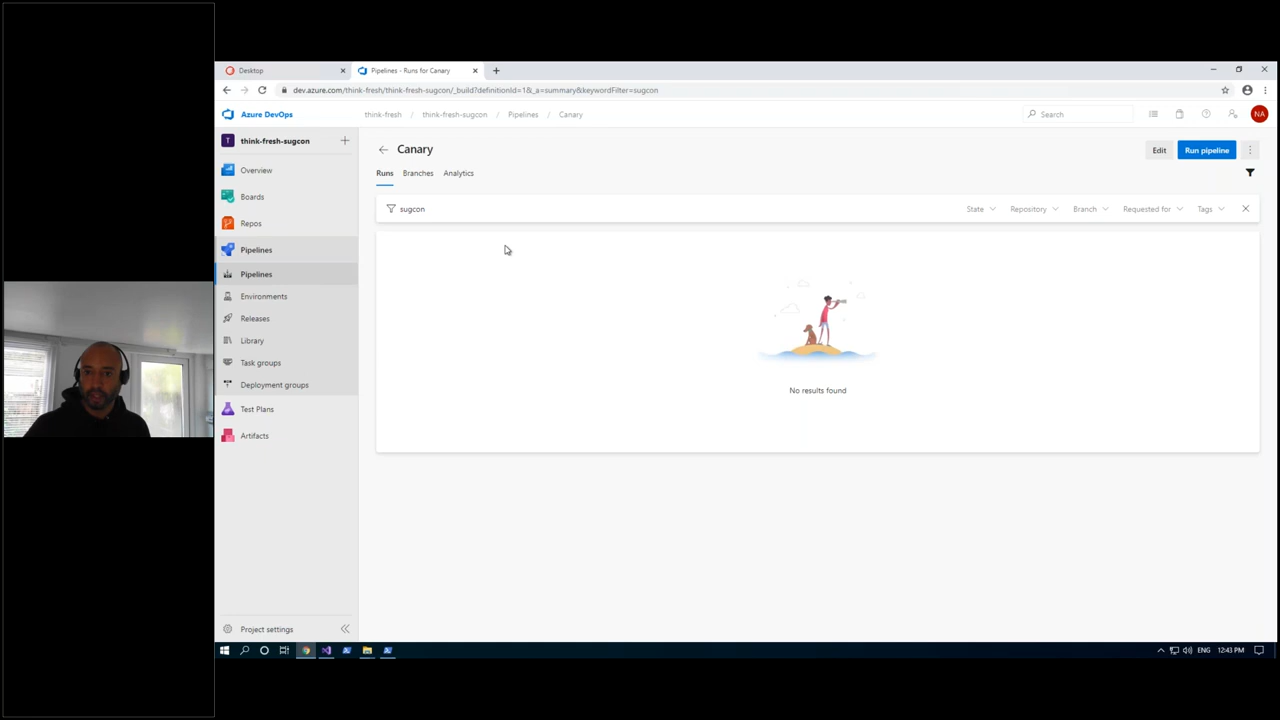 Desktop
Pipelines - Runs for Canary
dev.azure.com/think-fresh/think-fresh-sugcon/_build?definitionId=1&_a=summary&keywordFilter=sugcon
Azure DevOps
think-fresh / think-fresh-sugcon / Pipelines / Canary
Search
NA
T think-fresh-sugcon
Overview
Boards
Repos
Pipelines
Pipelines
Environments
Releases
Library
Task groups
Deployment groups
Test Plans
Artifacts
Project settings
Canary
Edit
Run pipeline
Runs
Branches
Analytics
sugcon
State
Repository
Branch
Requested for
Tags
No results found
ENG
12:43 PM